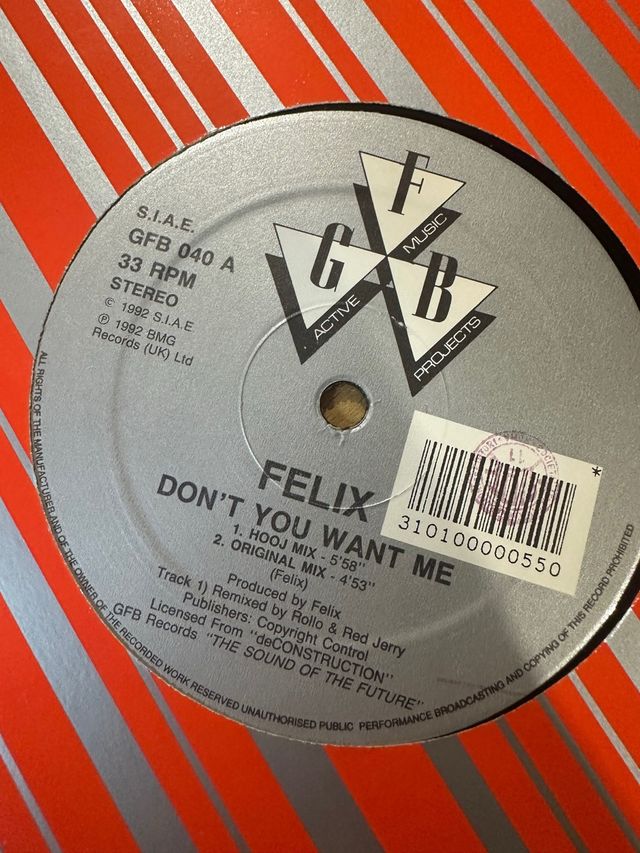 S.I.A.E.
GFB 040 A
33 RPM
STEREO
© 1992 S.I.A.E
℗ 1992 BMG
Records (UK) Ltd
F
MUSIC
G
ACTIVE
B
PROJECTS
FELIX
DON'T YOU WANT ME
1. HOOJ MIX - 5'58"
2. ORIGINAL MIX - 4'53"
(Felix)
Produced by Felix
Track 1) Remixed by Rollo & Red Jerry
Publishers: Copyright Control
Licensed From "deCONSTRUCTION"
GFB Records "THE SOUND OF THE FUTURE"
*
310100000550
ALL RIGHTS OF THE MANUFACTURER AND OF THE OWNER OF THE RECORDED WORK RESERVED UNAUTHORISED PUBLIC PERFORMANCE BROADCASTING AND COPYING OF THIS RECORD PROHIBITED